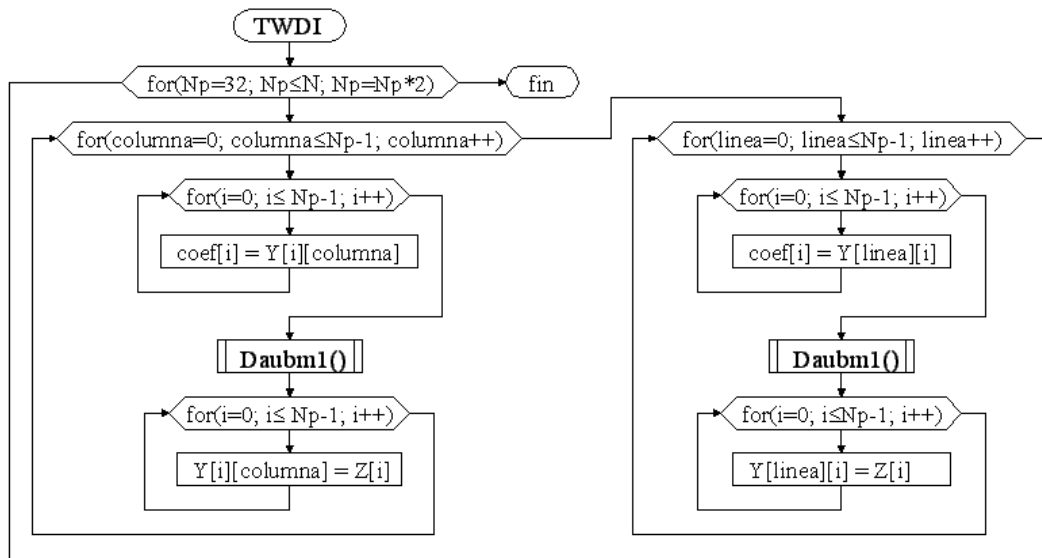 TWDI
for(Np=32; Np≤N; Np=Np*2)
fin
for(columna=0; columna≤Np-1; columna++)
for(i=0; i≤ Np-1; i++)
coef[i] = Y[i][columna]
Daubm1()
for(i=0; i≤ Np-1; i++)
Y[i][columna] = Z[i]
for(linea=0; linea≤Np-1; linea++)
for(i=0; i≤ Np-1; i++)
coef[i] = Y[linea][i]
Daubm1()
for(i=0; i≤Np-1; i++)
Y[linea][i] = Z[i]